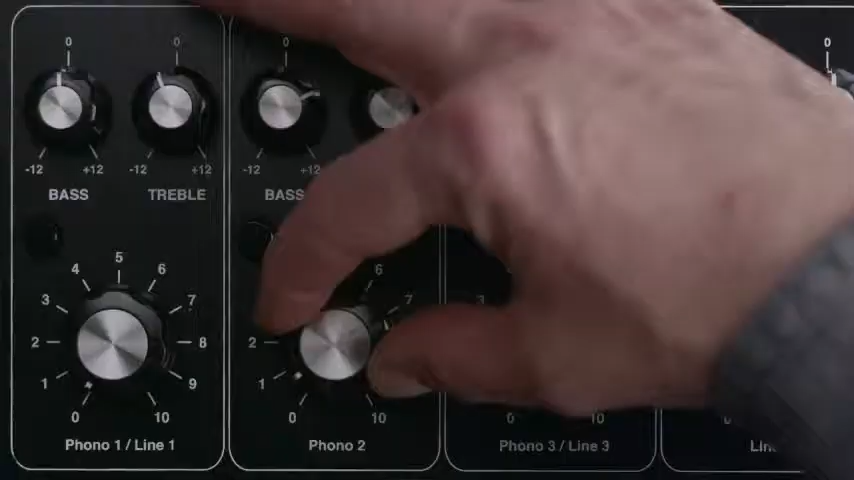 0 0 0 0
-12 +12 -12 +12 -12 +12
BASS TREBLE BASS
5
4 6 6
3 7 7 3
2 8 2
1 9 1
0 10 0 10 0 10 0
Phono 1 / Line 1 Phono 2 Phono 3 / Line 3